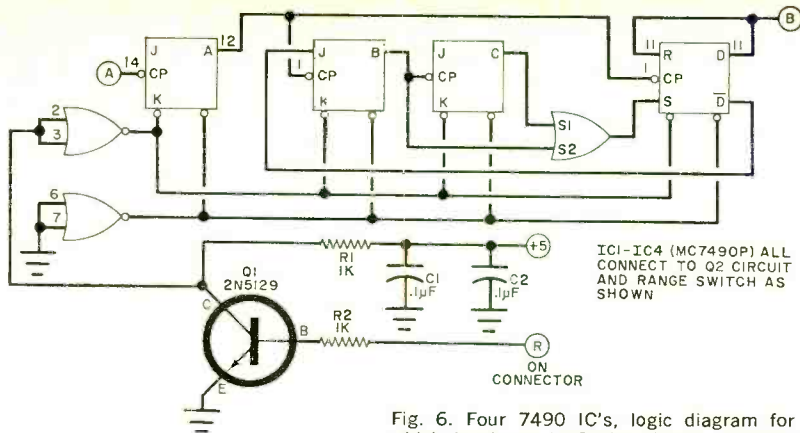 J A 12
14
A CP
K
J B
1 CP
K
J C
CP
K
S1
S2
11 R D 11
B
1 CP
S D
2
3
6
7
+5
R1
1K
C1
.1µF
C2
.1µF
Q1
2N5129
C
B
E
R2
1K
R
ON
CONNECTOR
IC1-IC4 (MC7490P) ALL
CONNECT TO Q2 CIRCUIT
AND RANGE SWITCH AS
SHOWN
Fig. 6. Four 7490 IC's, logic diagram for